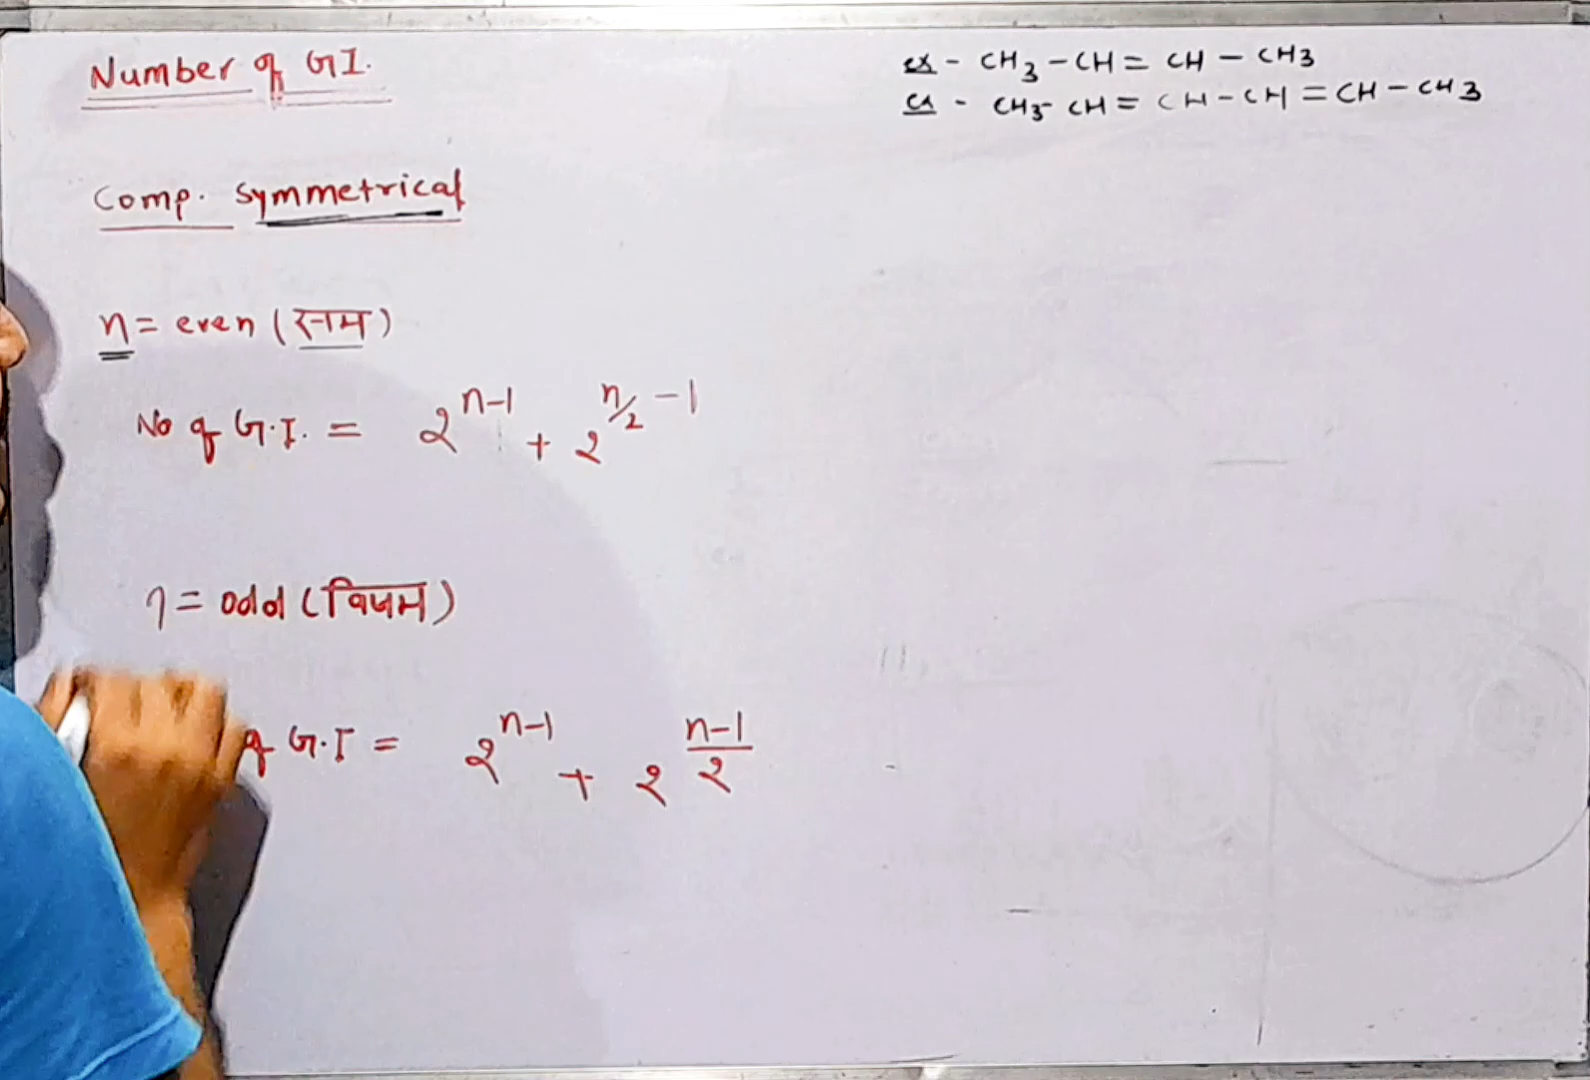 Number of GI.
ex - CH3 - CH = CH - CH3
ex - CH3 - CH = CH - CH = CH - CH3
Comp. Symmetrical
n = even (सम)
No of G.I. = 2^(n-1) + 2^(n/2 - 1)
n = odd (विषम)
of G.I = 2^(n-1) + 2^((n-1)/2)